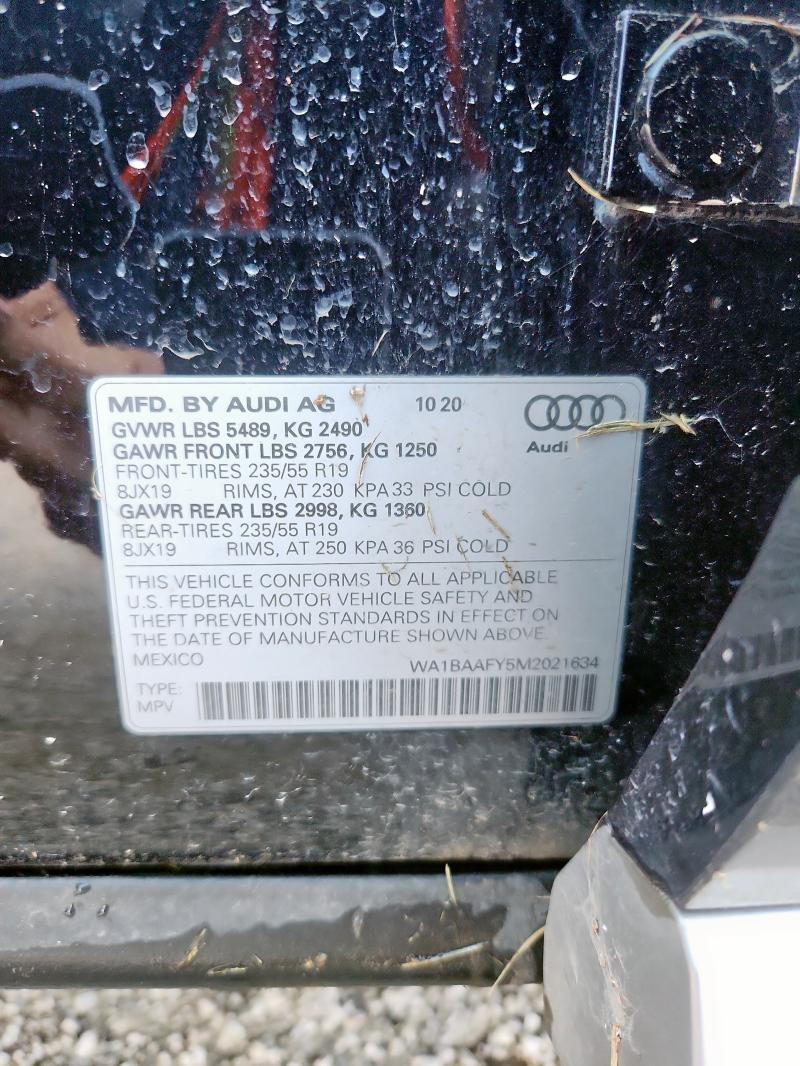 MFD. BY AUDI AG 10 20
GVWR LBS 5489, KG 2490
Audi
GAWR FRONT LBS 2756, KG 1250
FRONT-TIRES 235/55 R19
8JX19 RIMS, AT 230 KPA 33 PSI COLD
GAWR REAR LBS 2998, KG 1360
REAR-TIRES 235/55 R19
8JX19 RIMS, AT 250 KPA 36 PSI COLD
THIS VEHICLE CONFORMS TO ALL APPLICABLE
U.S. FEDERAL MOTOR VEHICLE SAFETY AND
THEFT PREVENTION STANDARDS IN EFFECT ON
THE DATE OF MANUFACTURE SHOWN ABOVE.
MEXICO WA1BAAFY5M2021634
TYPE:
MPV